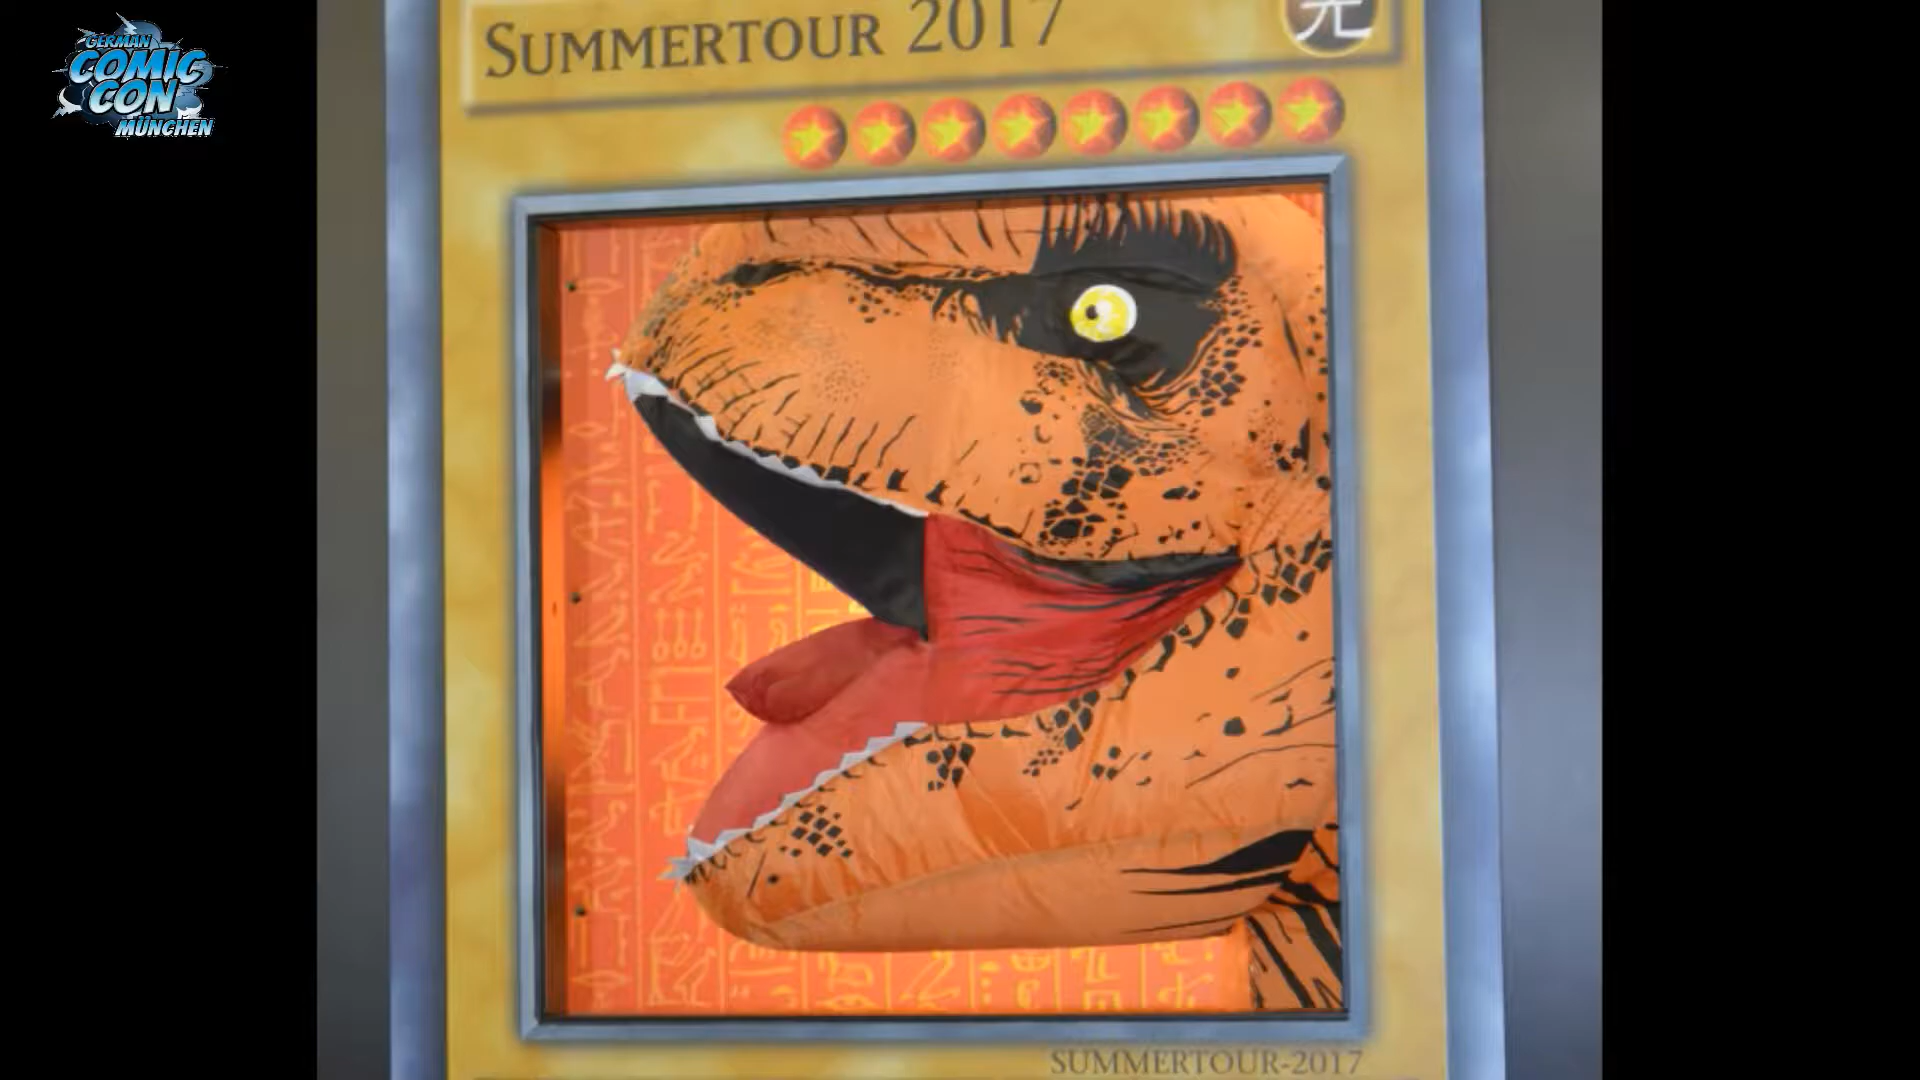 GERMAN
COMIC
CON
MÜNCHEN
SUMMERTOUR 2017
光
SUMMERTOUR-2017